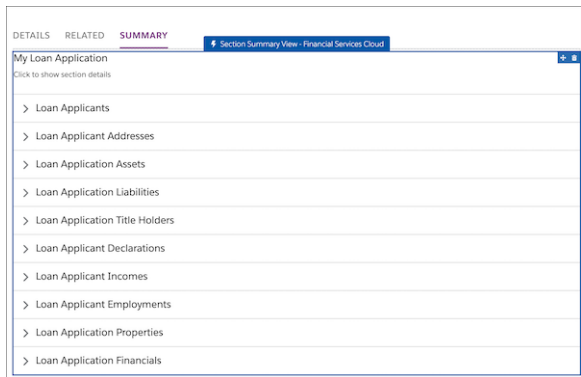 DETAILS RELATED SUMMARY
Section Summary View - Financial Services Cloud
My Loan Application
Click to show section details
Loan Applicants
Loan Applicant Addresses
Loan Application Assets
Loan Application Liabilities
Loan Application Title Holders
Loan Applicant Declarations
Loan Applicant Incomes
Loan Applicant Employments
Loan Application Properties
Loan Application Financials